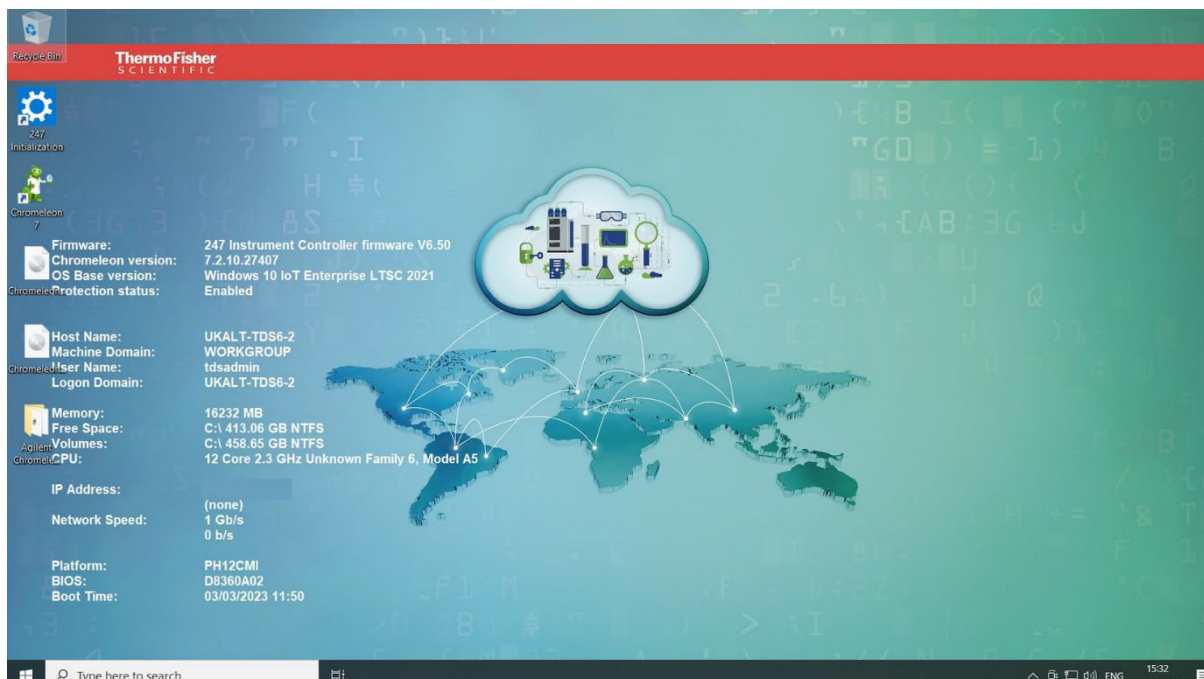 Recycle Bin
ThermoFisher
SCIENTIFIC
247
Initialization
Chromeleon
7
Firmware: 247 Instrument Controller firmware V6.50
Chromeleon version: 7.2.10.27407
OS Base version: Windows 10 IoT Enterprise LTSC 2021
Protection status: Enabled
Host Name: UKALT-TDS6-2
Machine Domain: WORKGROUP
User Name: tdsadmin
Logon Domain: UKALT-TDS6-2
Memory: 16232 MB
Free Space: C:\ 413.06 GB NTFS
Volumes: C:\ 458.65 GB NTFS
Agilent
CPU: 12 Core 2.3 GHz Unknown Family 6, Model A5
IP Address:
(none)
Network Speed: 1 Gb/s
0 b/s
Platform: PH12CMI
BIOS: D8360A02
Boot Time: 03/03/2023 11:50
Type here to search
ENG
15:32